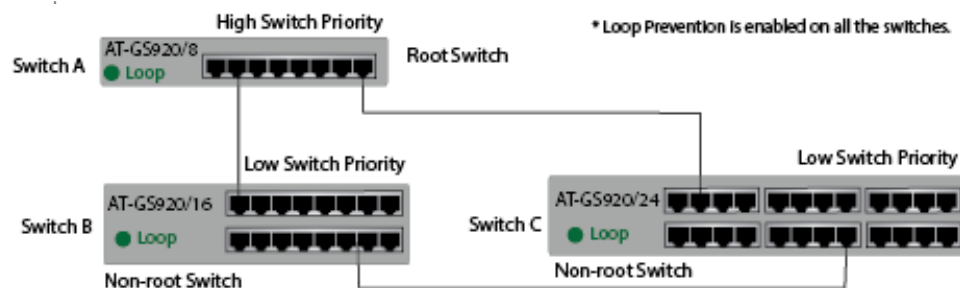 High Switch Priority
* Loop Prevention is enabled on all the switches.
AT-GS920/8
Root Switch
Switch A
Loop
Low Switch Priority
Low Switch Priority
AT-GS920/16
AT-GS920/24
Switch B
Switch C
Loop
Loop
Non-root Switch
Non-root Switch